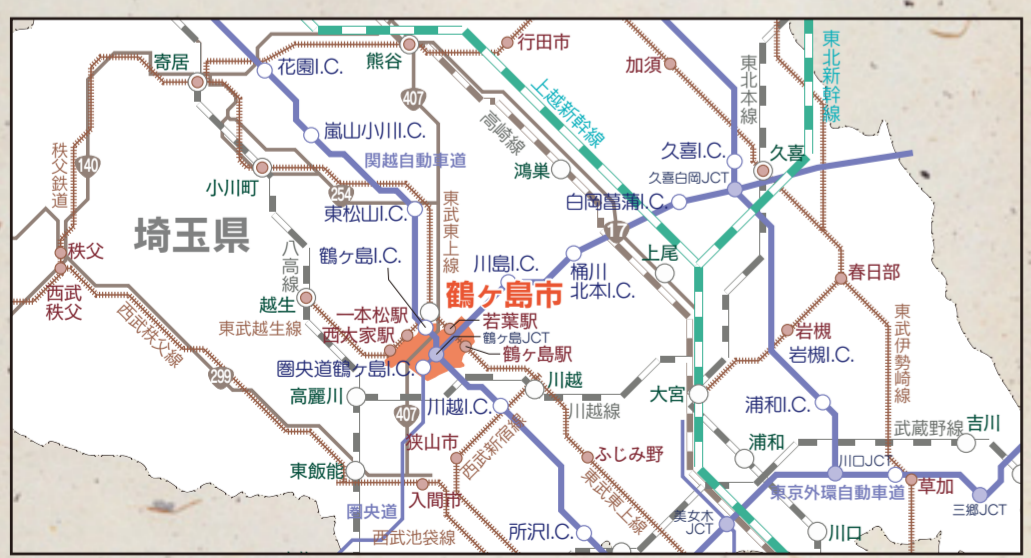 行田市
熊谷
花園I.C.
寄居
加須
東北本線
東北新幹線
上越新幹線
407
嵐山小川I.C.
関越自動車道
高崎線
鴻巣
久喜I.C.
久喜
久喜白岡JCT
140
秩父鉄道
小川町
254
東松山I.C.
東武東上線
白岡菖蒲I.C.
17
埼玉県
八高線
鶴ヶ島I.C.
川島I.C.
桶川
北本I.C.
上尾
秩父
西武
秩父
春日部
越生
鶴ヶ島市
一本松駅
若葉駅
東武越生線
西大家駅
鶴ヶ島JCT
鶴ヶ島駅
岩槻
岩槻I.C.
東武伊勢崎線
西武秩父線
299
圏央道鶴ヶ島I.C.
高麗川
川越
大宮
407
川越I.C.
川越線
浦和I.C.
武蔵野線
吉川
狭山市
西武新宿線
ふじみ野
浦和
川口JCT
東飯能
入間市
東武東上線
東京外環自動車道
草加
三郷JCT
圏央道
西武池袋線
所沢I.C.
美女木
JCT
川口